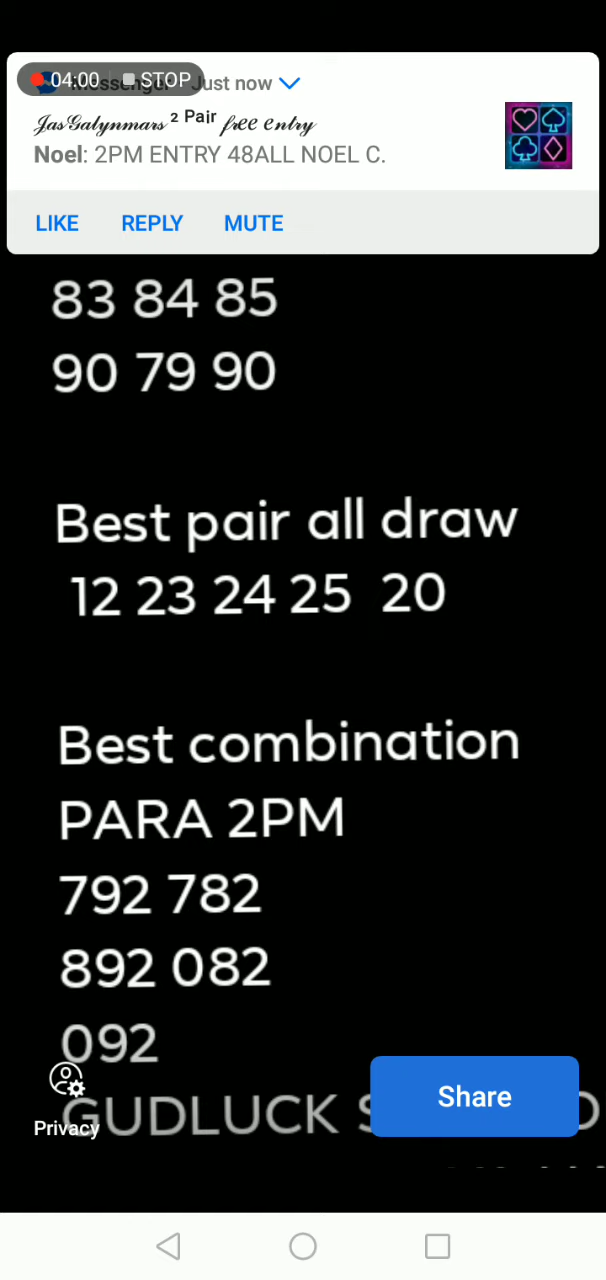 04:00 STOP Messenger Just now
JasGalynmars 2 Pair free entry
Noel: 2PM ENTRY 48ALL NOEL C.
LIKE REPLY MUTE
83 84 85
90 79 90
Best pair all draw
12 23 24 25 20
Best combination
PARA 2PM
792 782
892 082
092
GUDLUCK
Share
Privacy